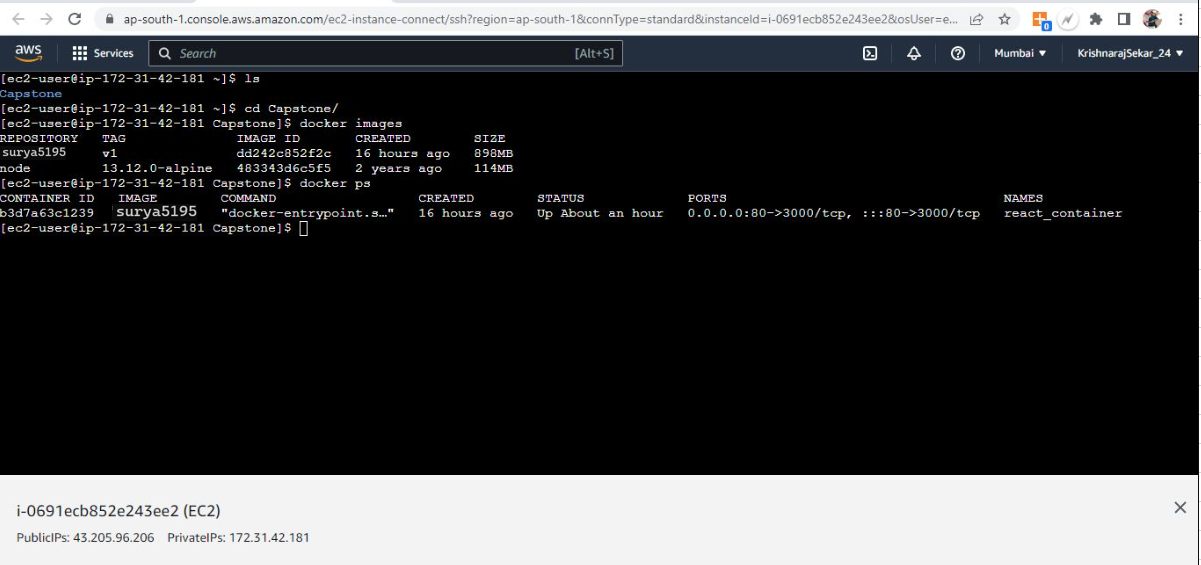 ap-south-1.console.aws.amazon.com/ec2-instance-connect/ssh?region=ap-south-1&connType=standard&instanceId=i-0691ecb852e243ee2&osUser=e...
0
aws Services Search [Alt+S] Mumbai ▼ KrishnarajSekar_24 ▼
[ec2-user@ip-172-31-42-181 ~]$ ls
Capstone
[ec2-user@ip-172-31-42-181 ~]$ cd Capstone/
[ec2-user@ip-172-31-42-181 Capstone]$ docker images
REPOSITORY TAG IMAGE ID CREATED SIZE
surya5195 v1 dd242c852f2c 16 hours ago 898MB
node 13.12.0-alpine 483343d6c5f5 2 years ago 114MB
[ec2-user@ip-172-31-42-181 Capstone]$ docker ps
CONTAINER ID IMAGE COMMAND CREATED STATUS PORTS NAMES
b3d7a63c1239 surya5195 "docker-entrypoint.s…" 16 hours ago Up About an hour 0.0.0.0:80->3000/tcp, :::80->3000/tcp react_container
[ec2-user@ip-172-31-42-181 Capstone]$
i-0691ecb852e243ee2 (EC2)
PublicIPs: 43.205.96.206 PrivateIPs: 172.31.42.181